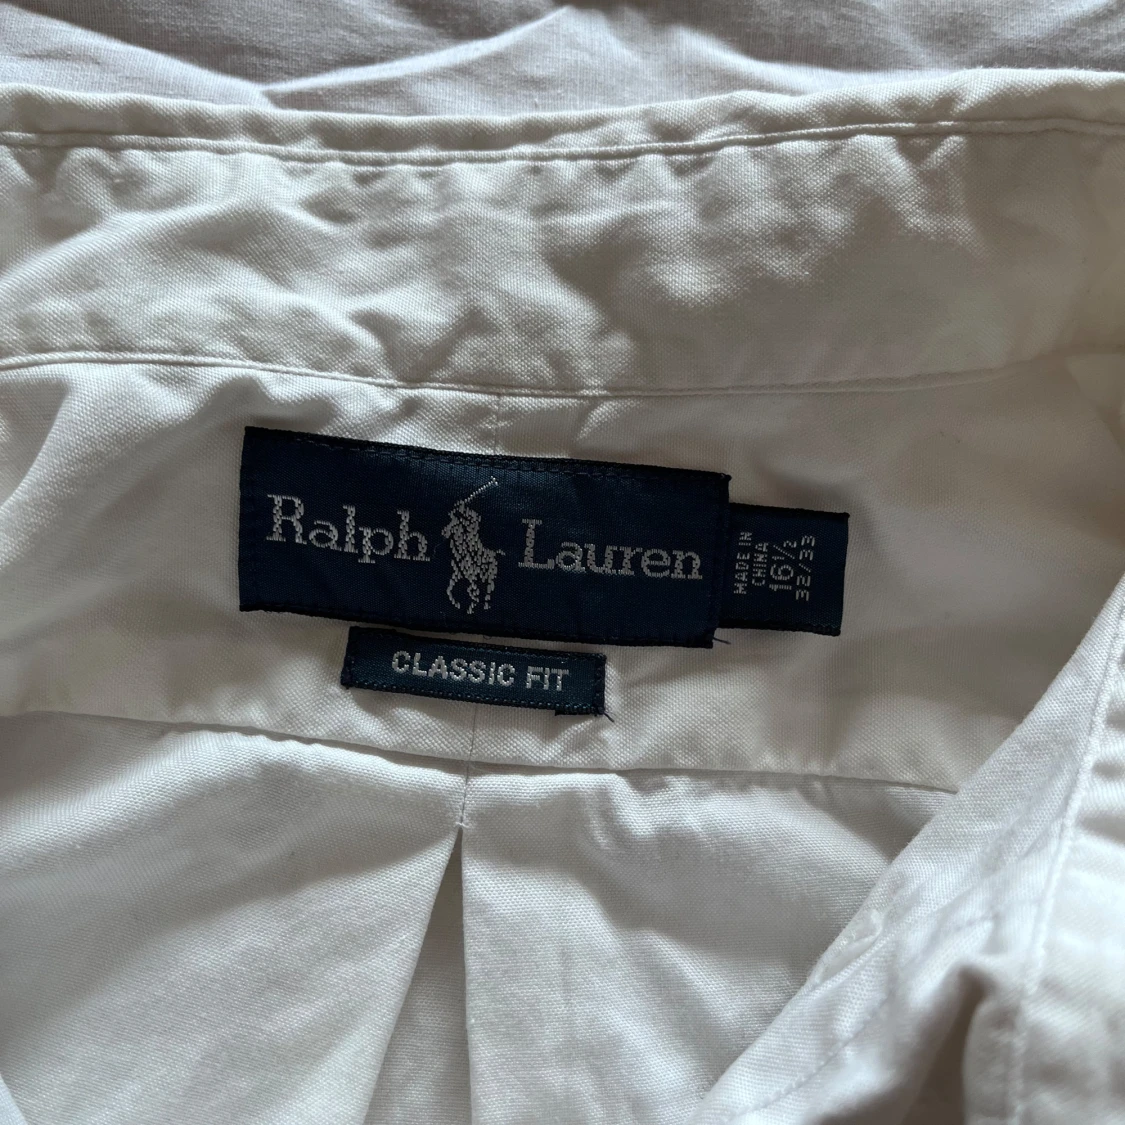 Ralph Lauren
MADE IN
CHINA
16½
32/33
CLASSIC FIT